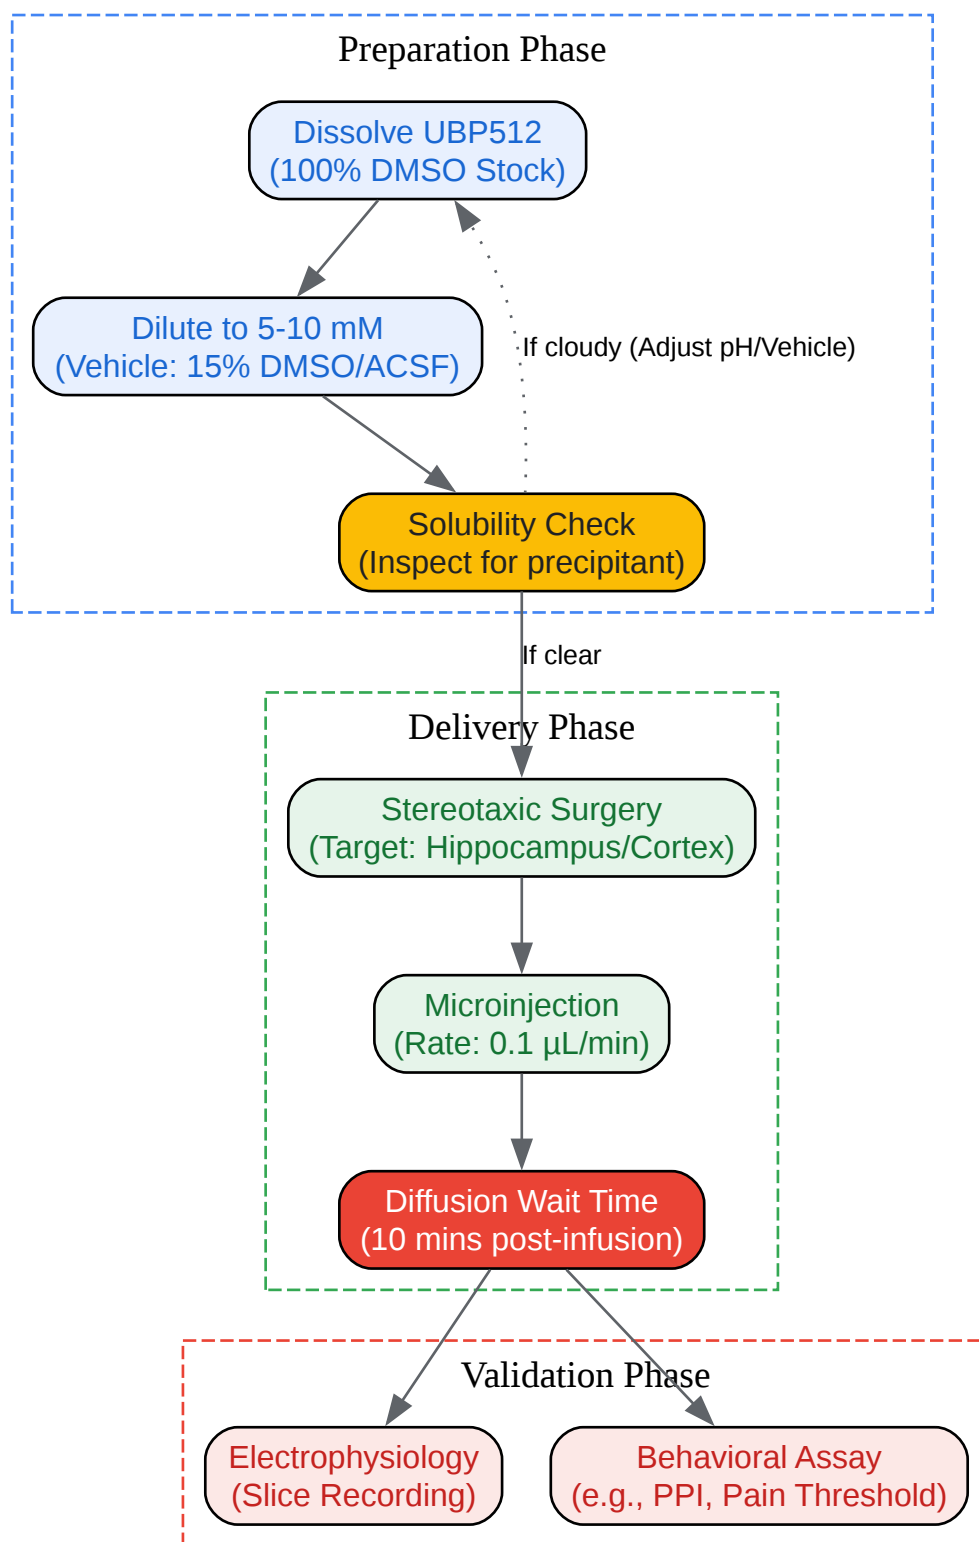 Preparation Phase
Dissolve UBP512
(100% DMSO Stock)
Dilute to 5-10 mM
(Vehicle: 15% DMSO/ACSF)
If cloudy (Adjust pH/Vehicle)
Solubility Check
(Inspect for precipitant)
If clear
Delivery Phase
Stereotaxic Surgery
(Target: Hippocampus/Cortex)
Microinjection
(Rate: 0.1 µL/min)
Diffusion Wait Time
(10 mins post-infusion)
Validation Phase
Electrophysiology
(Slice Recording)
Behavioral Assay
(e.g., PPI, Pain Threshold)